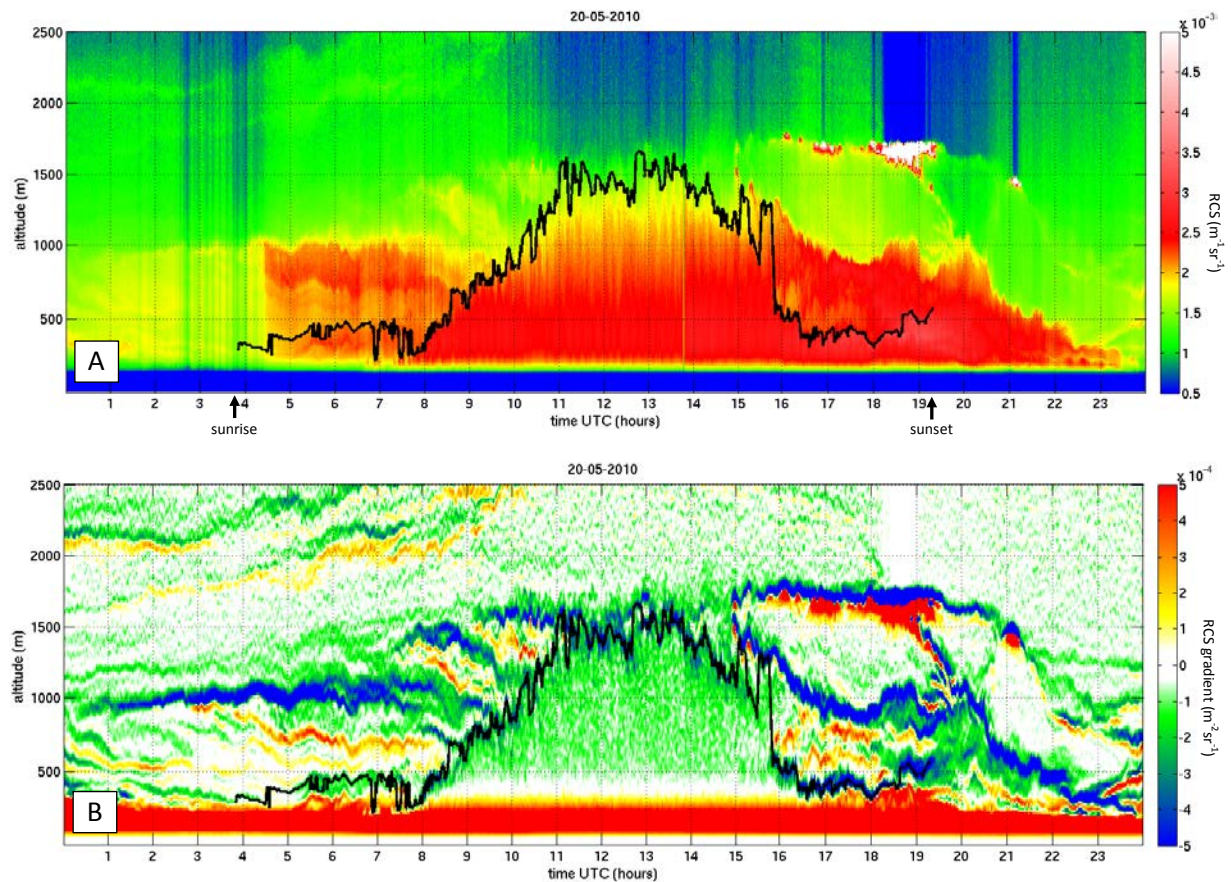 20-05-2010
2500
2000
1500
1000
500
altitude (m)
A
1 2 3 4 5 6 7 8 9 10 11 12 13 14 15 16 17 18 19 20 21 22 23
time UTC (hours)
sunrise
sunset
x 10⁻³
5
4.5
4
3.5
3
2.5
2
1.5
1
0.5
RCS (m⁻¹ sr⁻¹)
20-05-2010
2500
2000
1500
1000
500
altitude (m)
B
1 2 3 4 5 6 7 8 9 10 11 12 13 14 15 16 17 18 19 20 21 22 23
time UTC (hours)
x 10⁻⁴
5
4
3
2
1
0
-1
-2
-3
-4
-5
RCS gradient (m⁻² sr⁻¹)